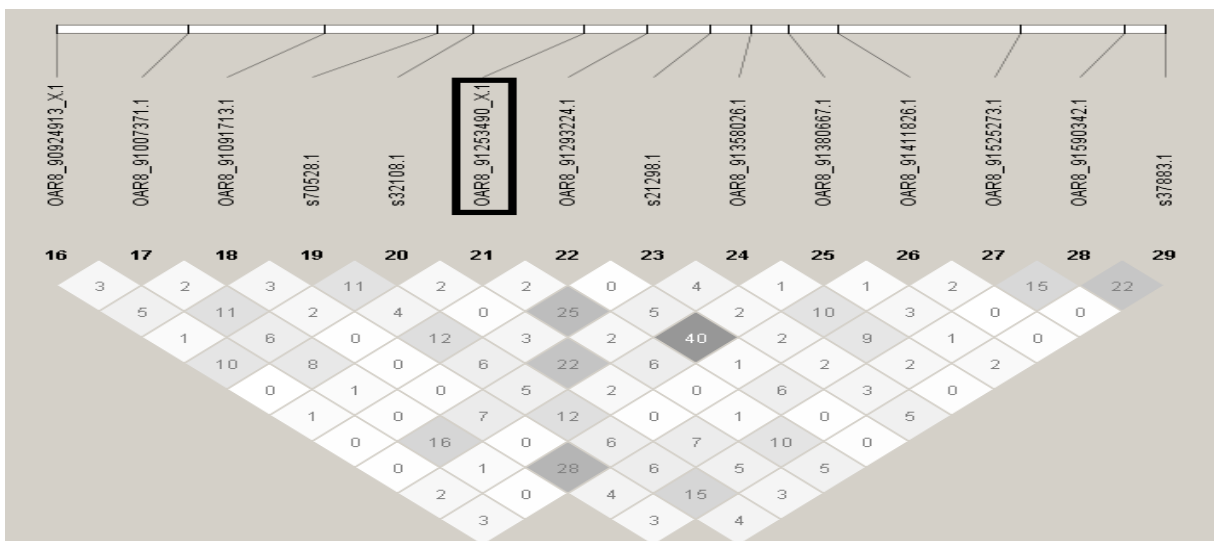 OAR8_90924913_X.1
OAR8_91007371.1
OAR8_91091713.1
s70528.1
s32108.1
OAR8_91253490_X.1
OAR8_91293224.1
s21298.1
OAR8_91358026.1
OAR8_91380667.1
OAR8_91411826.1
OAR8_91525273.1
OAR8_91590342.1
s37883.1
16 17 18 19 20 21 22 23 24 25 26 27 28 29
3 2 3 11 2 2 0 4 1 1 2 15 22
5 11 2 4 0 25 5 2 10 3 0 0
1 6 0 12 3 2 40 2 9 1 0
10 8 0 6 22 6 1 2 2 2
0 1 0 5 2 0 6 3 0
1 0 7 12 0 1 0 5
0 16 0 6 7 10 0
0 1 28 6 5 5
2 0 4 15 3
3 3 4